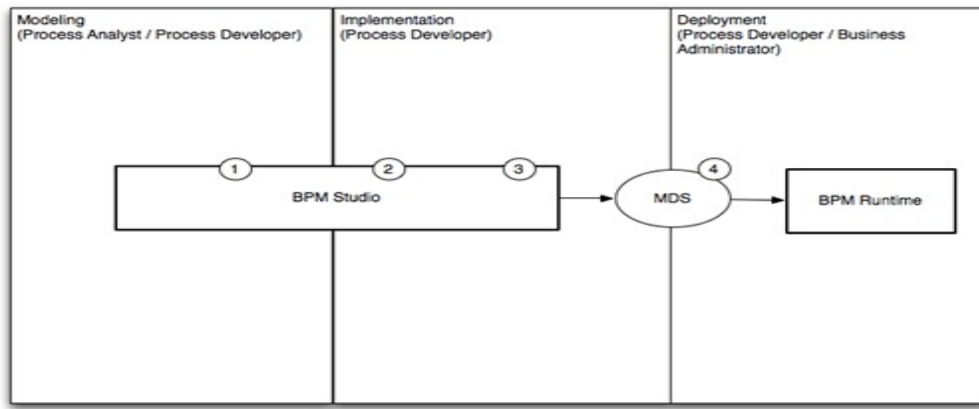 Modeling
(Process Analyst / Process Developer)
Implementation
(Process Developer)
Deployment
(Process Developer / Business
Administrator)
1
2
3
4
BPM Studio
MDS
BPM Runtime